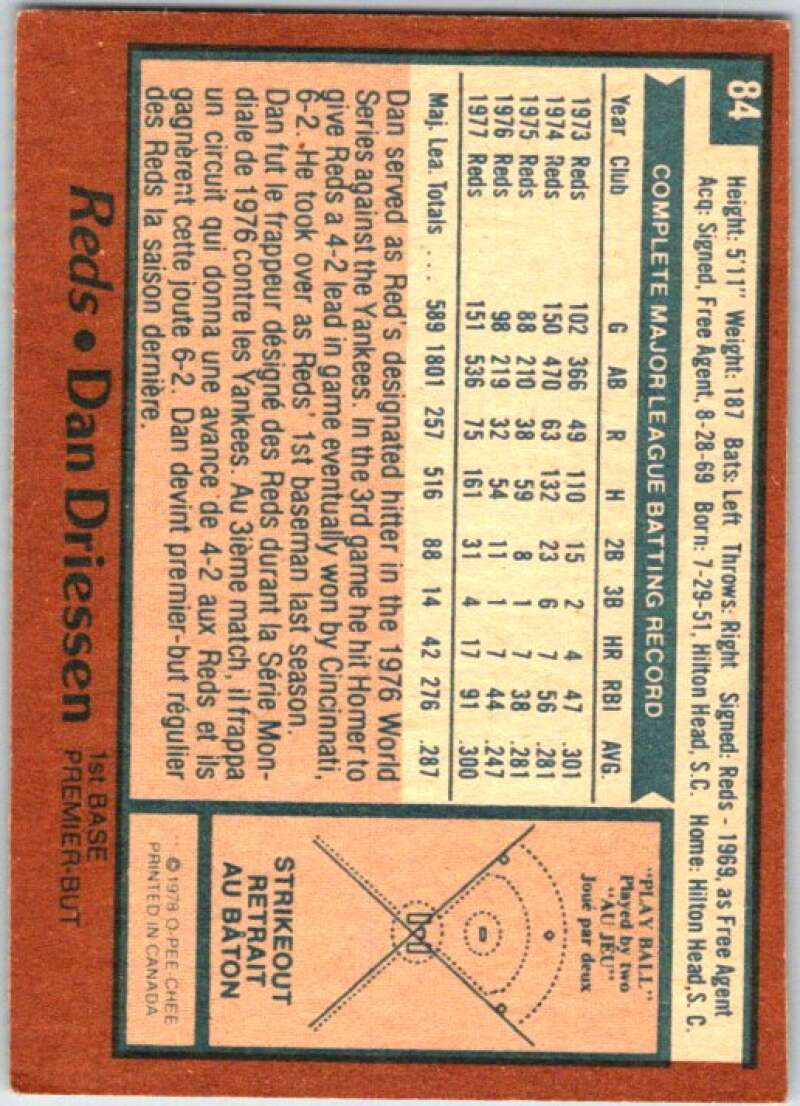 84
Height: 5'11" Weight: 187 Bats: Left Throws: Right Signed: Reds - 1969, as Free Agent
Acq: Signed, Free Agent, 8-28-69 Born: 7-29-51, Hilton Head, S.C. Home: Hilton Head, S. C.
COMPLETE MAJOR LEAGUE BATTING RECORD
Year Club G AB R H 2B 3B HR RBI AVG.
1973 Reds 102 366 49 110 15 2 4 47 .301
1974 Reds 150 470 63 132 23 6 7 56 .281
1975 Reds 88 210 38 59 8 1 7 38 .281
1976 Reds 98 219 32 54 11 1 7 44 .247
1977 Reds 151 536 75 161 31 4 17 91 .300
Maj. Lea. Totals .... 589 1801 257 516 88 14 42 276 .287
Dan served as Red's designated hitter in the 1976 World
Series against the Yankees. In the 3rd game he hit Homer to
give Reds a 4-2 lead in game eventually won by Cincinnati,
6-2. He took over as Reds' 1st baseman last season.
Dan fut le frappeur désigné des Reds durant la Série Mon-
diale de 1976 contre les Yankees. Au 3ième match, il frappa
un circuit qui donna une avance de 4-2 aux Reds et ils
gagnèrent cette joute 6-2. Dan devint premier-but régulier
des Reds la saison dernière.
"PLAY BALL"
Played by two
"AU JEU"
Joué par deux
STRIKEOUT
RETRAIT
AU BÂTON
© 1978 O-PEE-CHEE
PRINTED IN CANADA
Reds • Dan Driessen
1st BASE
PREMIER-BUT